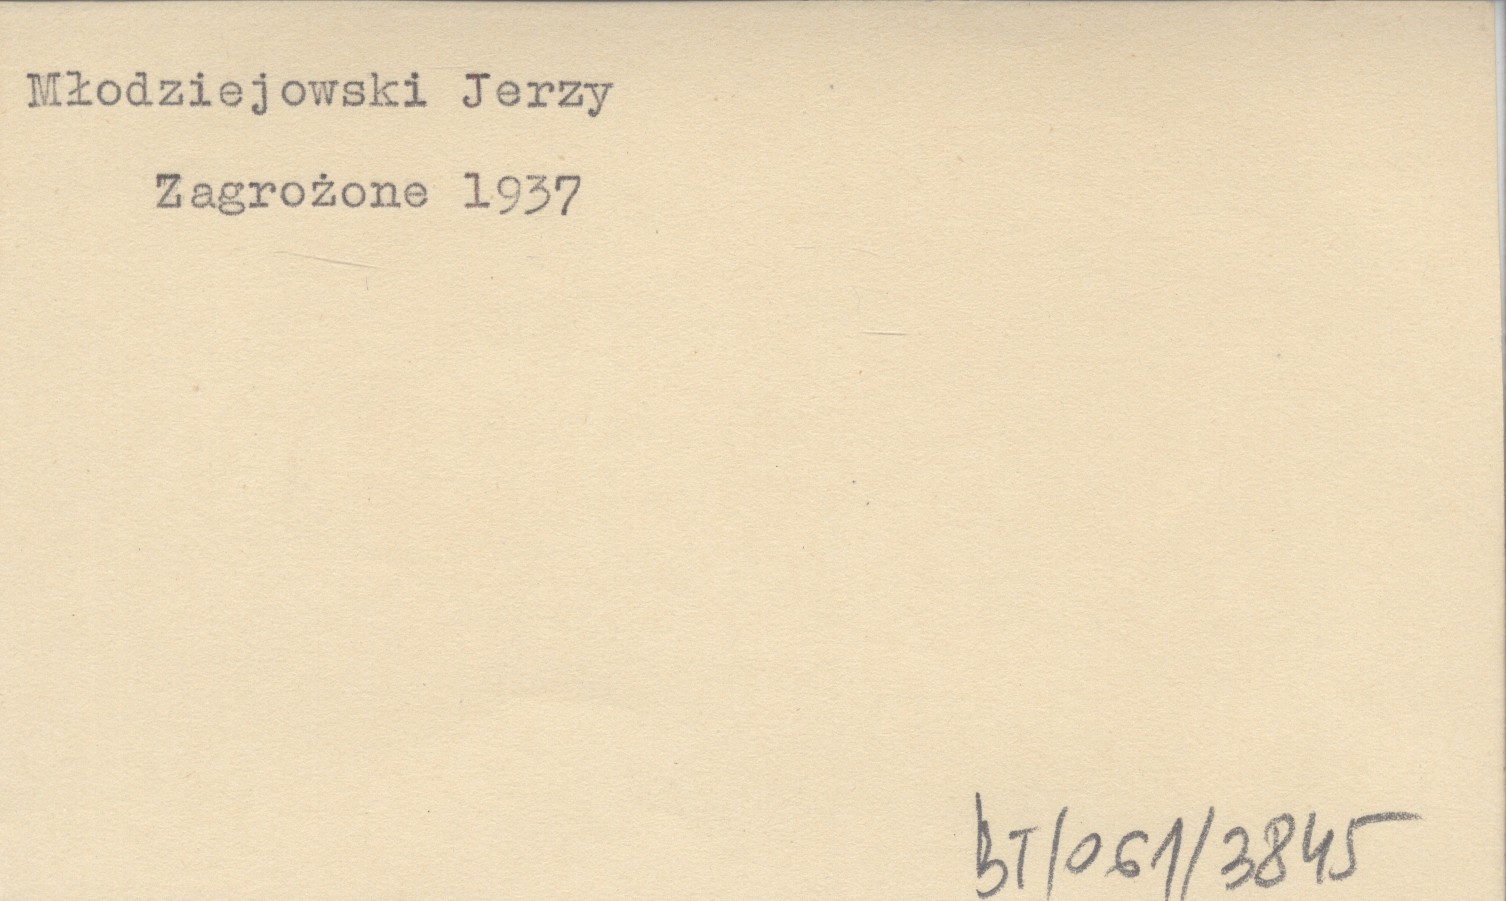 Młodziejowski Jerzy
Zagrożone 1937
BT/061/3845